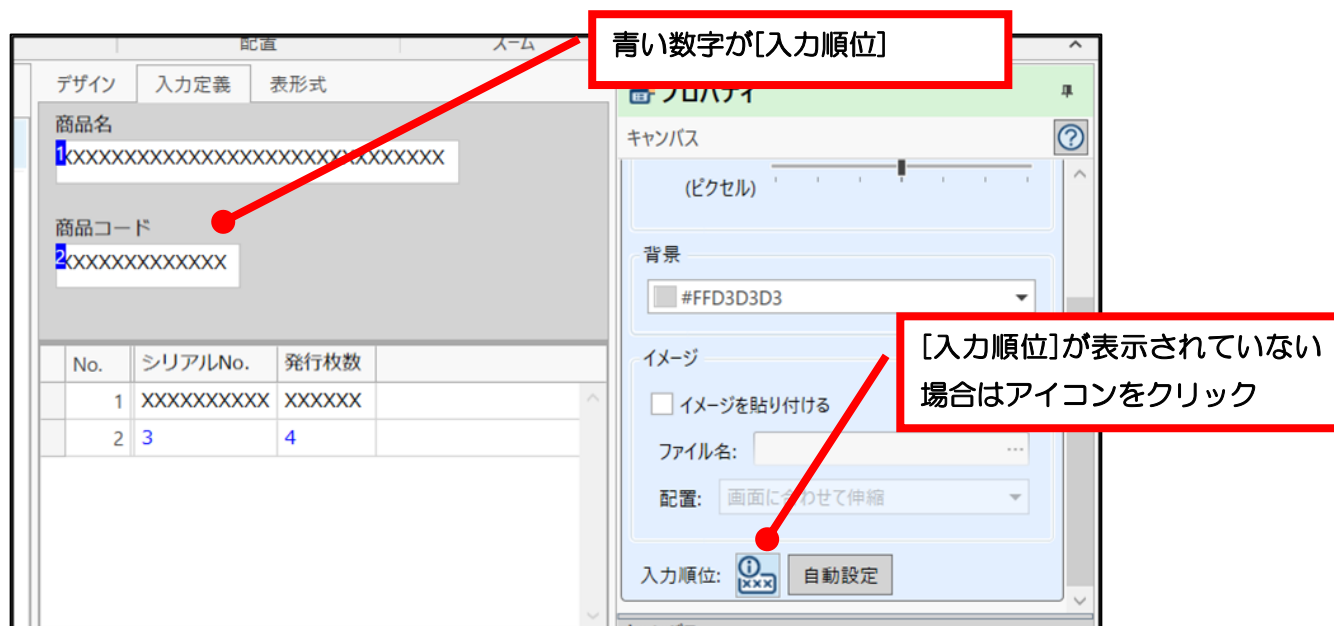 配置
ズーム
青い数字が[入力順位]
デザイン 入力定義 表形式
プロパティ
キャンバス
商品名
1XXXXXXXXXXXXXXXXXXXXXXXXXXXXX
商品コード
2XXXXXXXXXXXX
(ピクセル)
背景
#FFD3D3D3
[入力順位]が表示されていない
場合はアイコンをクリック
No. シリアルNo. 発行枚数
1 XXXXXXXXXX XXXXXX
2 3 4
イメージ
イメージを貼り付ける
ファイル名: ...
配置: 画面に合わせて伸縮
入力順位: xxx 自動設定